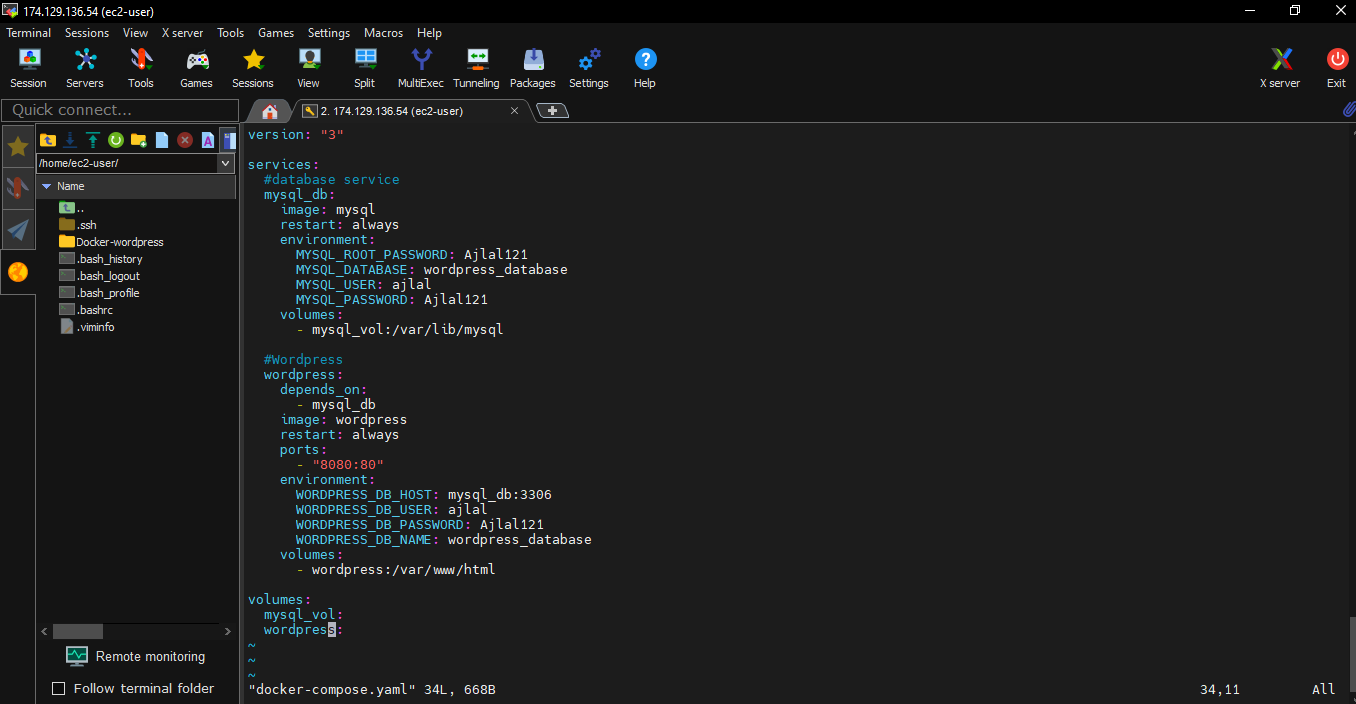 174.129.136.54 (ec2-user)
Terminal Sessions View X server Tools Games Settings Macros Help
Session Servers Tools Games Sessions View Split MultiExec Tunneling Packages Settings Help X server Exit
Quick connect...
2. 174.129.136.54 (ec2-user)
/home/ec2-user/
Name
..
.ssh
Docker-wordpress
.bash_history
.bash_logout
.bash_profile
.bashrc
.viminfo
Remote monitoring
Follow terminal folder
version: "3"
services:
  #database service
  mysql_db:
    image: mysql
    restart: always
    environment:
      MYSQL_ROOT_PASSWORD: Ajlal121
      MYSQL_DATABASE: wordpress_database
      MYSQL_USER: ajlal
      MYSQL_PASSWORD: Ajlal121
    volumes:
      - mysql_vol:/var/lib/mysql
  #Wordpress
  wordpress:
    depends_on:
      - mysql_db
    image: wordpress
    restart: always
    ports:
      - "8080:80"
    environment:
      WORDPRESS_DB_HOST: mysql_db:3306
      WORDPRESS_DB_USER: ajlal
      WORDPRESS_DB_PASSWORD: Ajlal121
      WORDPRESS_DB_NAME: wordpress_database
    volumes:
      - wordpress:/var/www/html
volumes:
  mysql_vol:
  wordpress:
~
~
~
"docker-compose.yaml" 34L, 668B 34,11 All